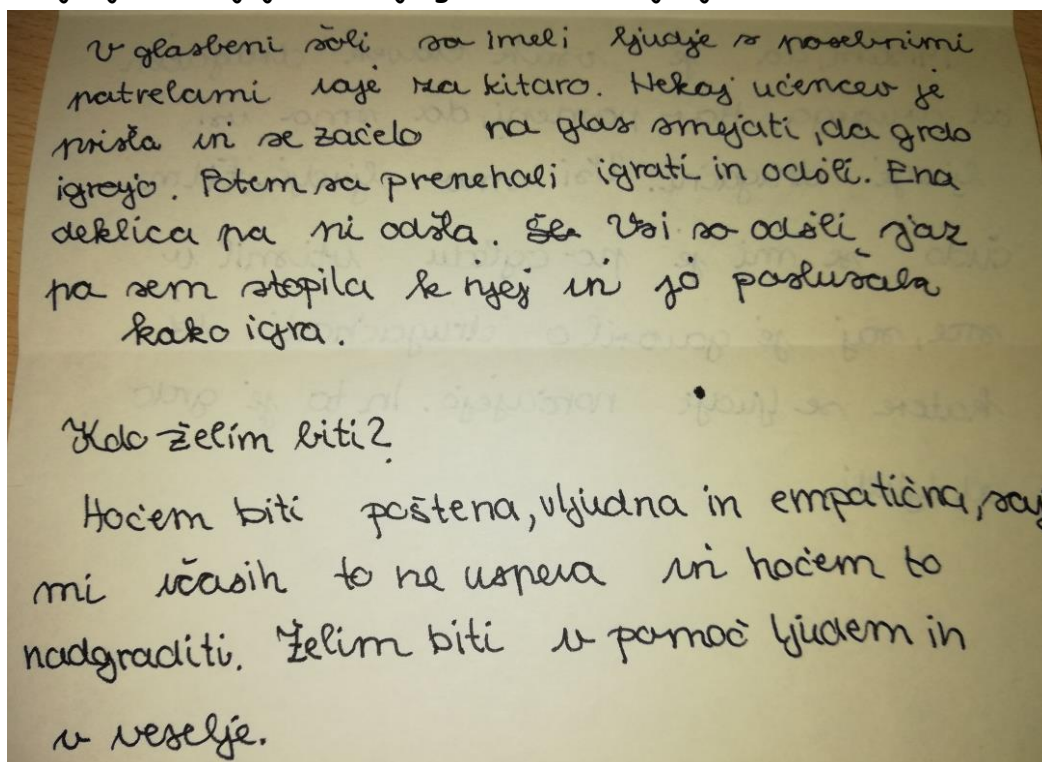 V glasbeni šoli so imeli ljudje s posebnimi
potrebami vaje za kitaro. Nekaj učencev je
prišlo in se začelo na glas smejati, da grdo
igrajo. Potem so prenehali igrati in odšli. Ena
deklica pa ni odšla. Vsi so odšli jaz
pa sem stopila k njej in jo poslušala
kako igra.
Kdo želim biti?
Hočem biti poštena, vljudna in empatična, saj
mi včasih to ne uspeva in hočem to
nadgraditi. Želim biti v pomoč ljudem in
v veselje.